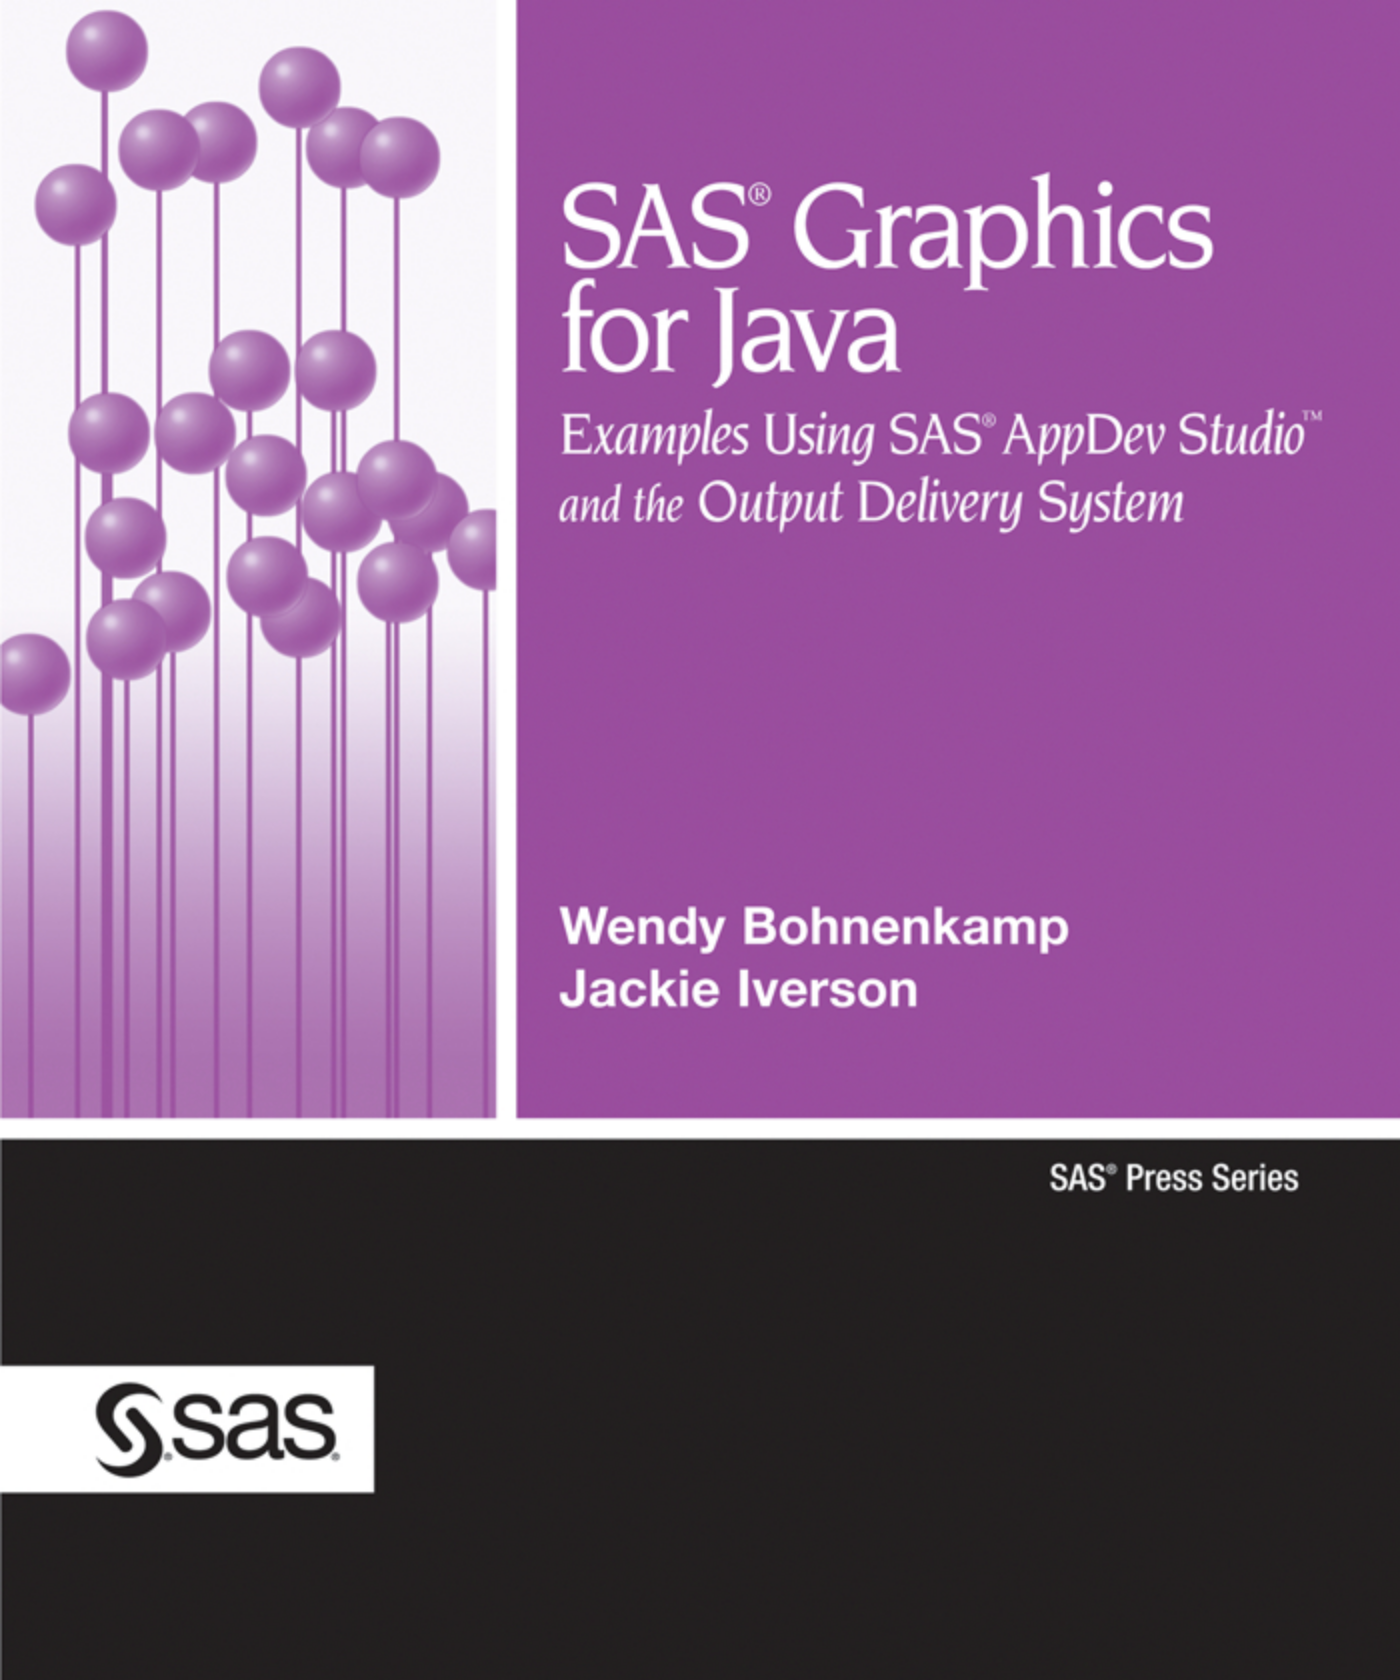 SAS® Graphics
for Java
Examples Using SAS® AppDev Studio™
and the Output Delivery System
Wendy Bohnenkamp
Jackie Iverson
SAS® Press Series
sas®